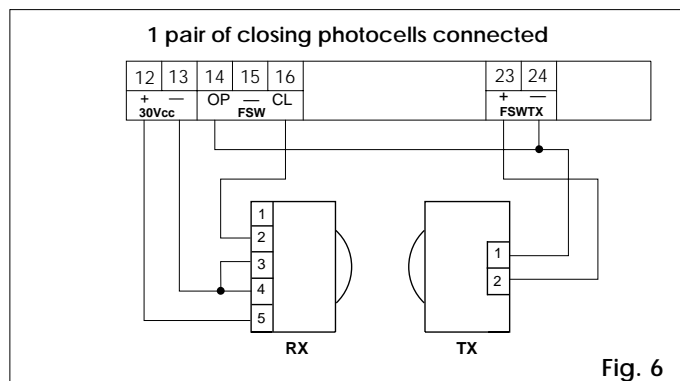 1 pair of closing photocells connected
12 13 14 15 16 23 24
+ — OP — CL + —
30Vcc FSW FSWTX
1
2
3
4
5
1
2
RX TX
Fig. 6